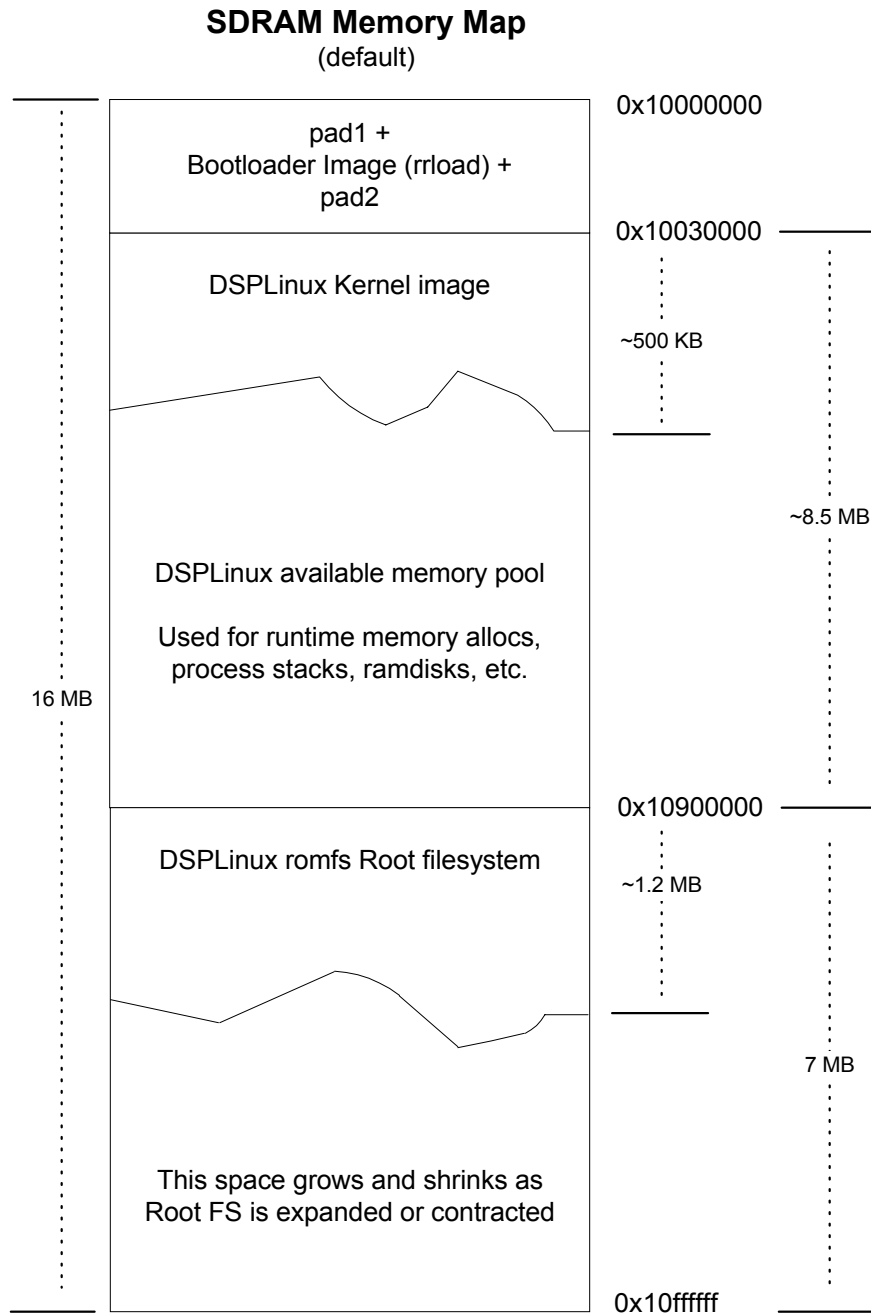 SDRAM Memory Map
(default)
0x10000000
pad1 +
Bootloader Image (rrload) +
pad2
0x10030000
DSPLinux Kernel image
~500 KB
~8.5 MB
DSPLinux available memory pool
Used for runtime memory allocs,
process stacks, ramdisks, etc.
16 MB
0x10900000
DSPLinux romfs Root filesystem
~1.2 MB
7 MB
This space grows and shrinks as
Root FS is expanded or contracted
0x10ffffff